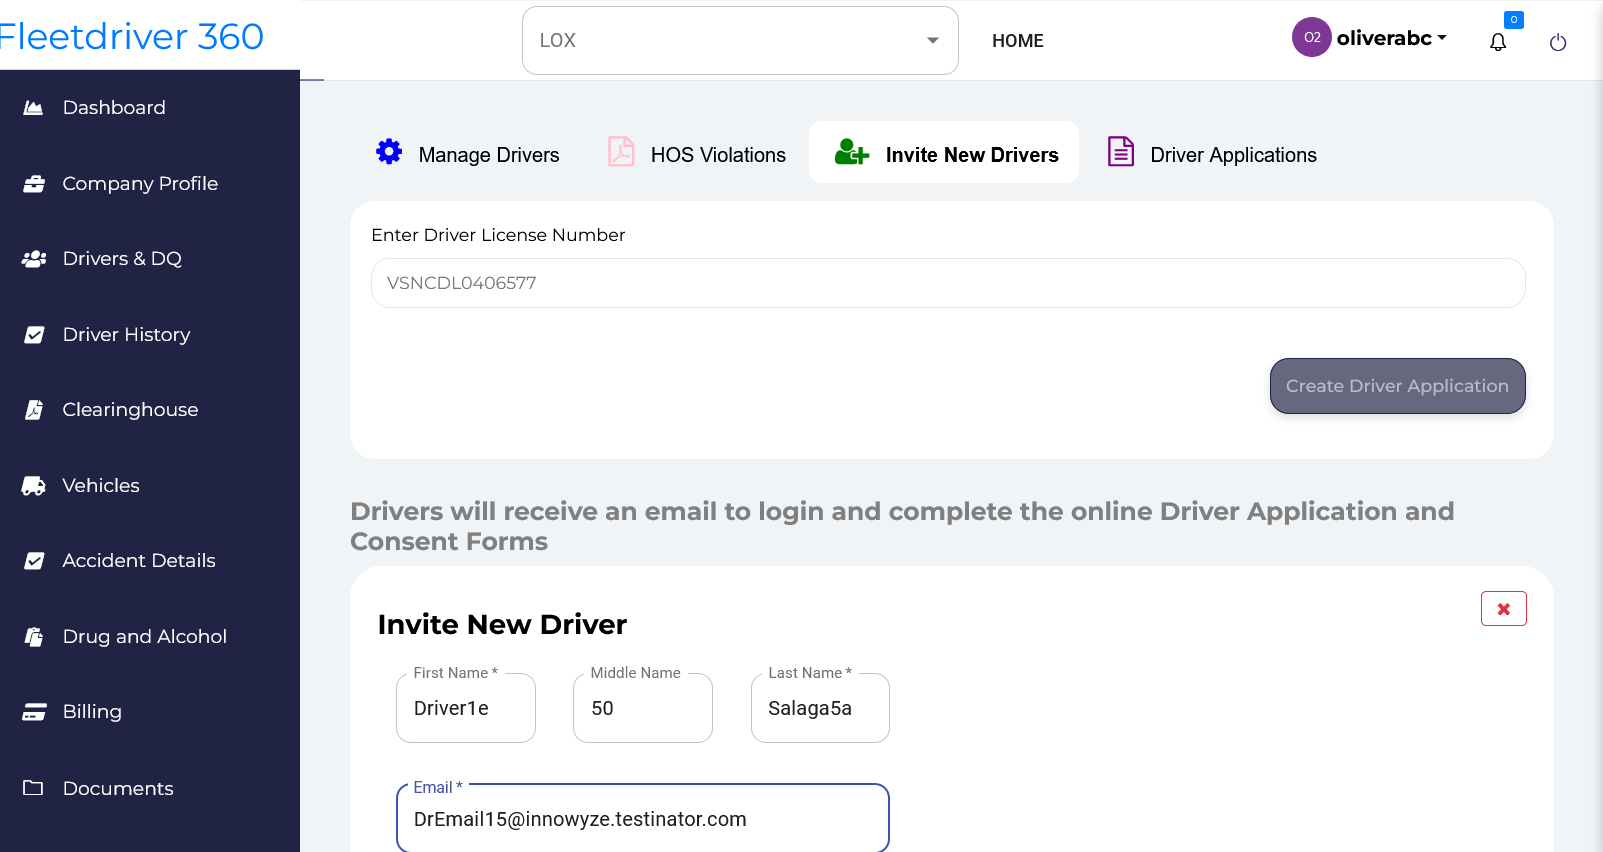 Fleetdriver 360
LOX
HOME
O2
oliverabc
0
Dashboard
Company Profile
Drivers & DQ
Driver History
Clearinghouse
Vehicles
Accident Details
Drug and Alcohol
Billing
Documents
Manage Drivers
HOS Violations
Invite New Drivers
Driver Applications
Enter Driver License Number
VSNCDL0406577
Create Driver Application
Drivers will receive an email to login and complete the online Driver Application and
Consent Forms
Invite New Driver
First Name *
Driver1e
Middle Name
50
Last Name *
Salaga5a
Email *
DrEmail15@innowyze.testinator.com